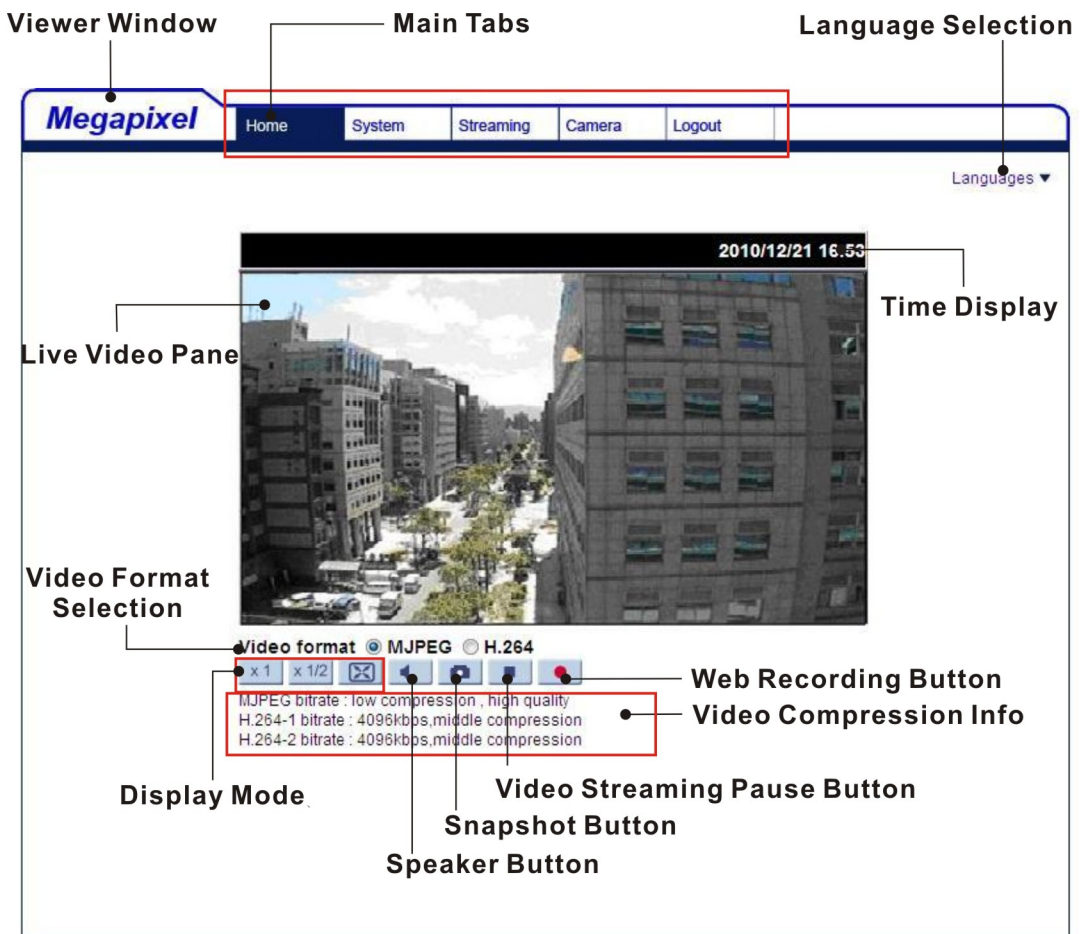 Viewer Window
Main Tabs
Language Selection
Megapixel
Home
System
Streaming
Camera
Logout
Languages
2010/12/21 16:53
Time Display
Live Video Pane
Video Format
Selection
Video format MJPEG H.264
x 1
x 1/2
Web Recording Button
MJPEG bitrate : low compression , high quality
H.264-1 bitrate : 4096kbps,middle compression
H.264-2 bitrate : 4096kbps,middle compression
Video Compression Info
Display Mode
Video Streaming Pause Button
Snapshot Button
Speaker Button